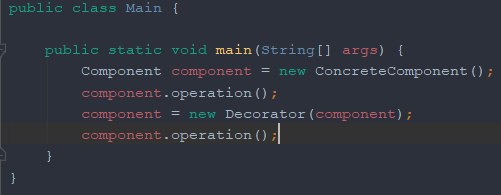 public class Main {
public static void main(String[] args) {
Component component = new ConcreteComponent();
component.operation();
component = new Decorator(component);
component.operation();
}
}